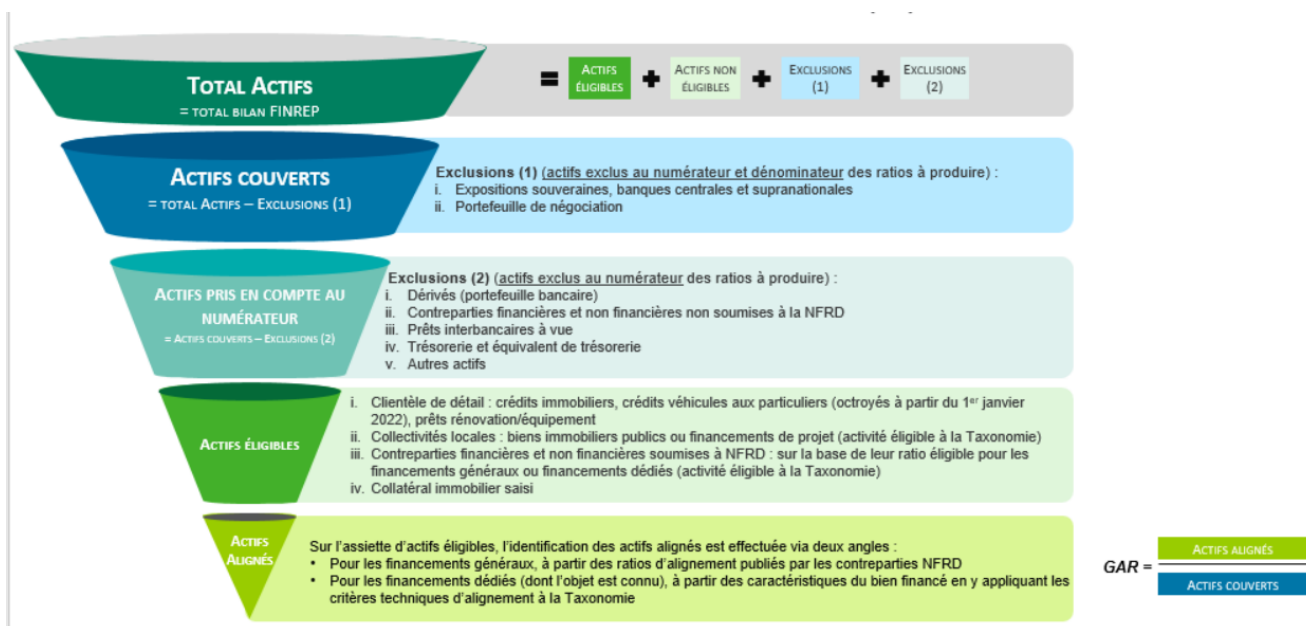 TOTAL ACTIFS
= TOTAL BILAN FINREP
= ACTIFS ÉLIGIBLES + ACTIFS NON ÉLIGIBLES + EXCLUSIONS (1) + EXCLUSIONS (2)
ACTIFS COUVERTS
= TOTAL ACTIFS – EXCLUSIONS (1)
Exclusions (1) (actifs exclus au numérateur et dénominateur des ratios à produire) :
i. Expositions souveraines, banques centrales et supranationales
ii. Portefeuille de négociation
ACTIFS PRIS EN COMPTE AU
NUMÉRATEUR
= ACTIFS COUVERTS – EXCLUSIONS (2)
Exclusions (2) (actifs exclus au numérateur des ratios à produire) :
i. Dérivés (portefeuille bancaire)
ii. Contreparties financières et non financières non soumises à la NFRD
iii. Prêts interbancaires à vue
iv. Trésorerie et équivalent de trésorerie
v. Autres actifs
ACTIFS ÉLIGIBLES
i. Clientèle de détail : crédits immobiliers, crédits véhicules aux particuliers (octroyés à partir du 1er janvier
2022), prêts rénovation/équipement
ii. Collectivités locales : biens immobiliers publics ou financements de projet (activité éligible à la Taxonomie)
iii. Contreparties financières et non financières soumises à NFRD : sur la base de leur ratio éligible pour les
financements généraux ou financements dédiés (activité éligible à la Taxonomie)
iv. Collatéral immobilier saisi
ACTIFS
ALIGNÉS
Sur l'assiette d'actifs éligibles, l'identification des actifs alignés est effectuée via deux angles :
• Pour les financements généraux, à partir des ratios d'alignement publiés par les contreparties NFRD
• Pour les financements dédiés (dont l'objet est connu), à partir des caractéristiques du bien financé en y appliquant les
critères techniques d'alignement à la Taxonomie
GAR =
ACTIFS ALIGNÉS
ACTIFS COUVERTS